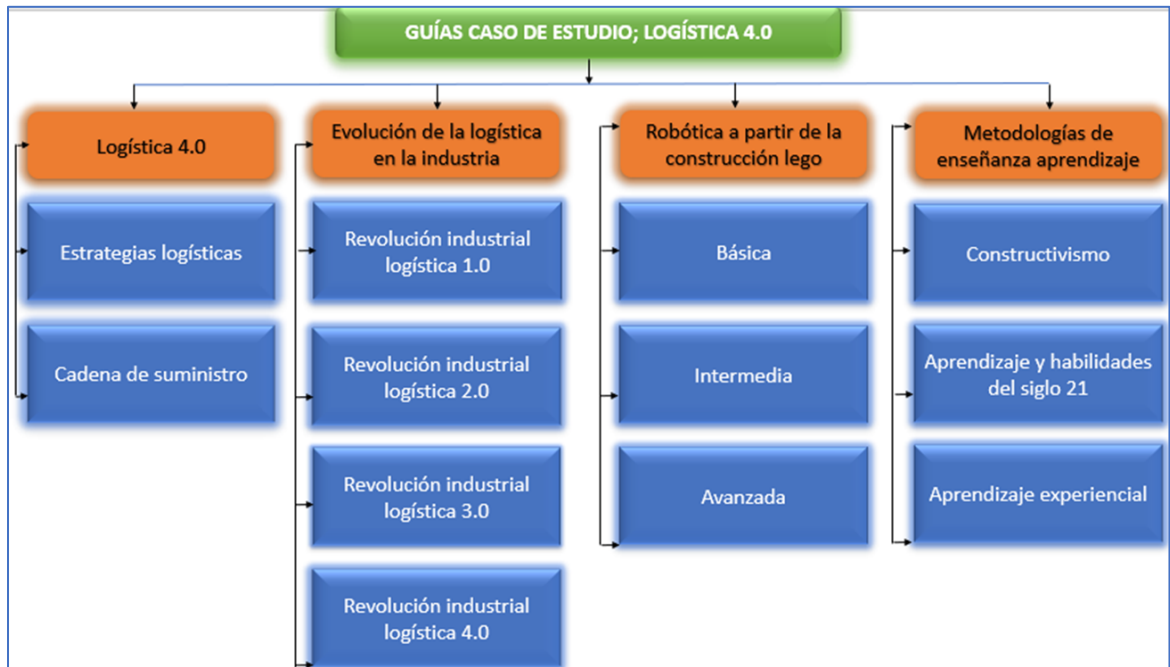 GUÍAS CASO DE ESTUDIO; LOGÍSTICA 4.0
Logística 4.0
Estrategias logísticas
Cadena de suministro
Evolución de la logística
en la industria
Revolución industrial
logística 1.0
Revolución industrial
logística 2.0
Revolución industrial
logística 3.0
Revolución industrial
logística 4.0
Robótica a partir de la
construcción lego
Básica
Intermedia
Avanzada
Metodologías de
enseñanza aprendizaje
Constructivismo
Aprendizaje y habilidades
del siglo 21
Aprendizaje experiencial